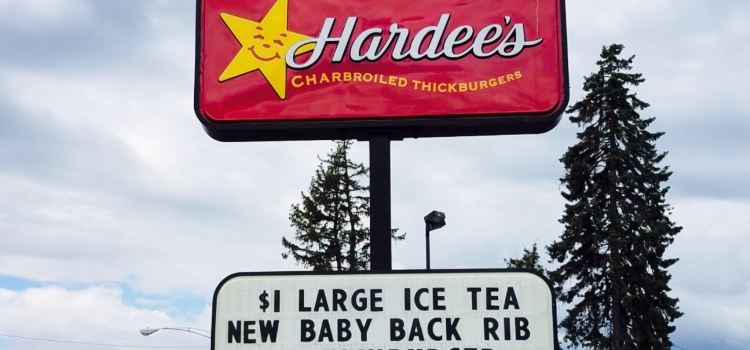 Hardee's
CHARBROILED THICKBURGERS
$1 LARGE ICE TEA
NEW BABY BACK RIB